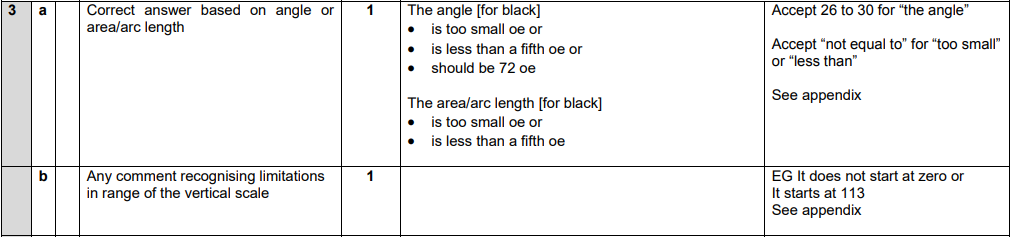 3 a Correct answer based on angle or 1 The angle [for black] Accept 26 to 30 for “the angle”
area/arc length
• is too small oe or
• is less than a fifth oe or Accept “not equal to” for “too small”
• should be 72 oe or “less than”
The area/arc length [for black] See appendix
• is too small oe or
• is less than a fifth oe
b Any comment recognising limitations 1 EG It does not start at zero or
in range of the vertical scale It starts at 113
See appendix